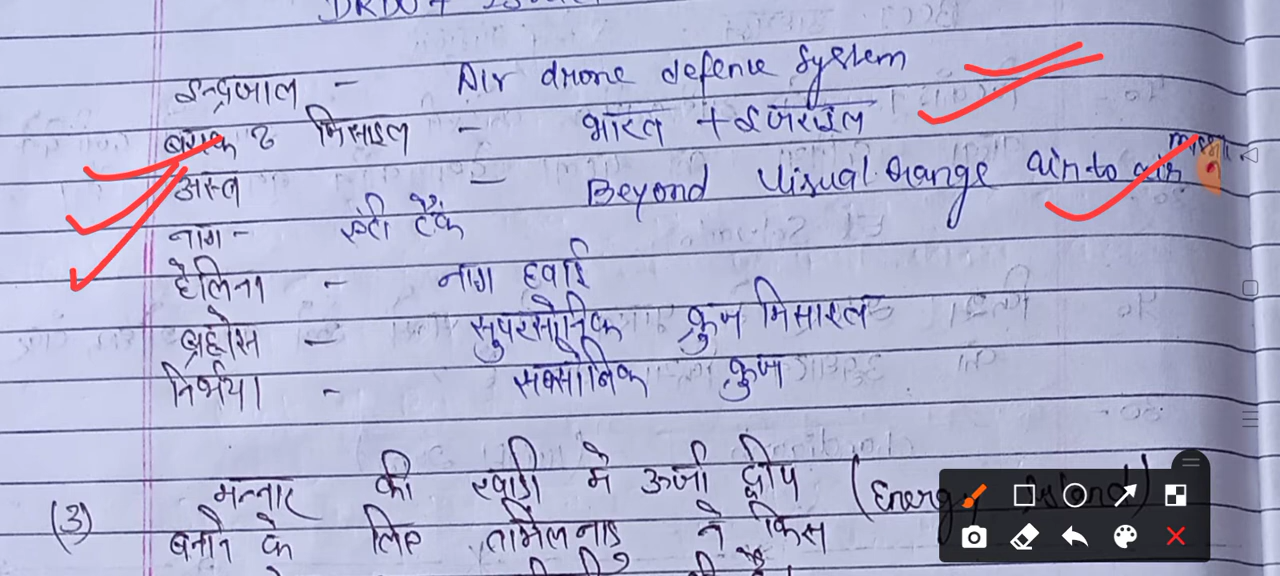 इन्द्रजाल - Air drone defence System
बराक 8 मिसाइल - भारत + इजराइल
अस्त्र - Beyond Visual Range air to air
नाग - एंटी टैंक
हेलिना - नाग हवाई
ब्रह्मोस - सुपरसोनिक क्रुज मिसाइल
निर्भया - सबसोनिक क्रुज
(3) मन्नार की खाड़ी मे ऊर्जा द्वीप (Energy Island)
बनाने के लिए तमिलनाडु ने किस